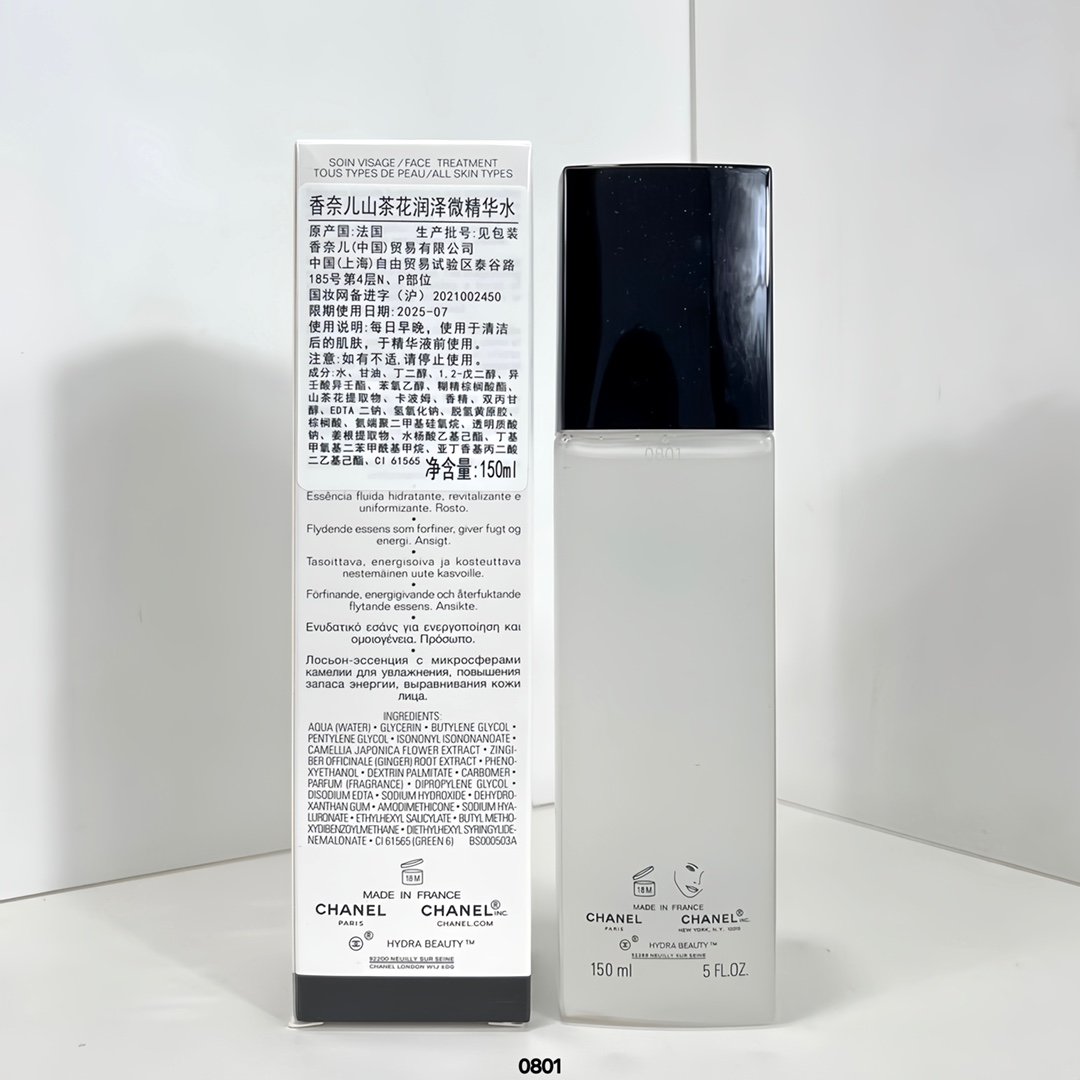 SOIN VISAGE / FACE TREATMENT
TOUS TYPES DE PEAU/ALL SKIN TYPES
香奈儿山茶花润泽微精华水
原产国:法国 生产批号:见包装
香奈儿(中国)贸易有限公司
中国(上海)自由贸易试验区泰谷路
185号第4层N、P部位
国妆网备进字（沪）2021002450
限期使用日期:2025-07
使用说明:每日早晚，使用于清洁
后的肌肤，于精华液前使用。
注意:如有不适,请停止使用。
成分:水、甘油、丁二醇、1,2-戊二醇、异
壬酸异壬酯、苯氧乙醇、糊精棕榈酸酯、
山茶花提取物、卡波姆、香精、双丙甘
醇、EDTA 二钠、氢氧化钠、脱氢黄原胶、
棕榈酸、氨端聚二甲基硅氧烷、透明质酸
钠、姜根提取物、水杨酸乙基己酯、丁基
甲氧基二苯甲酰基甲烷、亚丁香基丙二酸
二乙基己酯、CI 61565 净含量:150ml
Essência fluida hidratante, revitalizante e
uniformizante. Rosto.
•
Flydende essens som forfiner, giver fugt og
energi. Ansigt.
•
Tasoittava, energisoiva ja kosteuttava
nestemäinen uute kasvoille.
•
Förfinande, energigivande och återfuktande
flytande essens. Ansikte.
•
Ενυδατικό εσάνς για ενεργοποίηση και
ομοιογένεια. Πρόσωπο.
•
Лосьон-эссенция с микросферами
камелии для увлажнения, повышения
запаса энергии, выравнивания кожи
лица.
INGREDIENTS:
AQUA (WATER) • GLYCERIN • BUTYLENE GLYCOL •
PENTYLENE GLYCOL • ISONONYL ISONONANOATE •
CAMELLIA JAPONICA FLOWER EXTRACT • ZINGI-
BER OFFICINALE (GINGER) ROOT EXTRACT • PHENO-
XYETHANOL • DEXTRIN PALMITATE • CARBOMER •
PARFUM (FRAGRANCE) • DIPROPYLENE GLYCOL •
DISODIUM EDTA • SODIUM HYDROXIDE • DEHYDRO-
XANTHAN GUM • AMODIMETHICONE • SODIUM HYA-
LURONATE • ETHYLHEXYL SALICYLATE • BUTYL METHO-
XYDIBENZOYLMETHANE • DIETHYLHEXYL SYRINGYLIDE-
NEMALONATE • CI 61565 (GREEN 6) BS000503A
18 M
MADE IN FRANCE
CHANEL CHANEL® INC.
PARIS CHANEL.COM
® HYDRA BEAUTY™
92200 NEUILLY SUR SEINE
CHANEL LONDON W1J 6DG
0801
18 M
MADE IN FRANCE
CHANEL CHANEL® INC.
PARIS NEW YORK, N.Y. 10019
® HYDRA BEAUTY™
92200 NEUILLY SUR SEINE
150 ml 5 FL.OZ.
0801